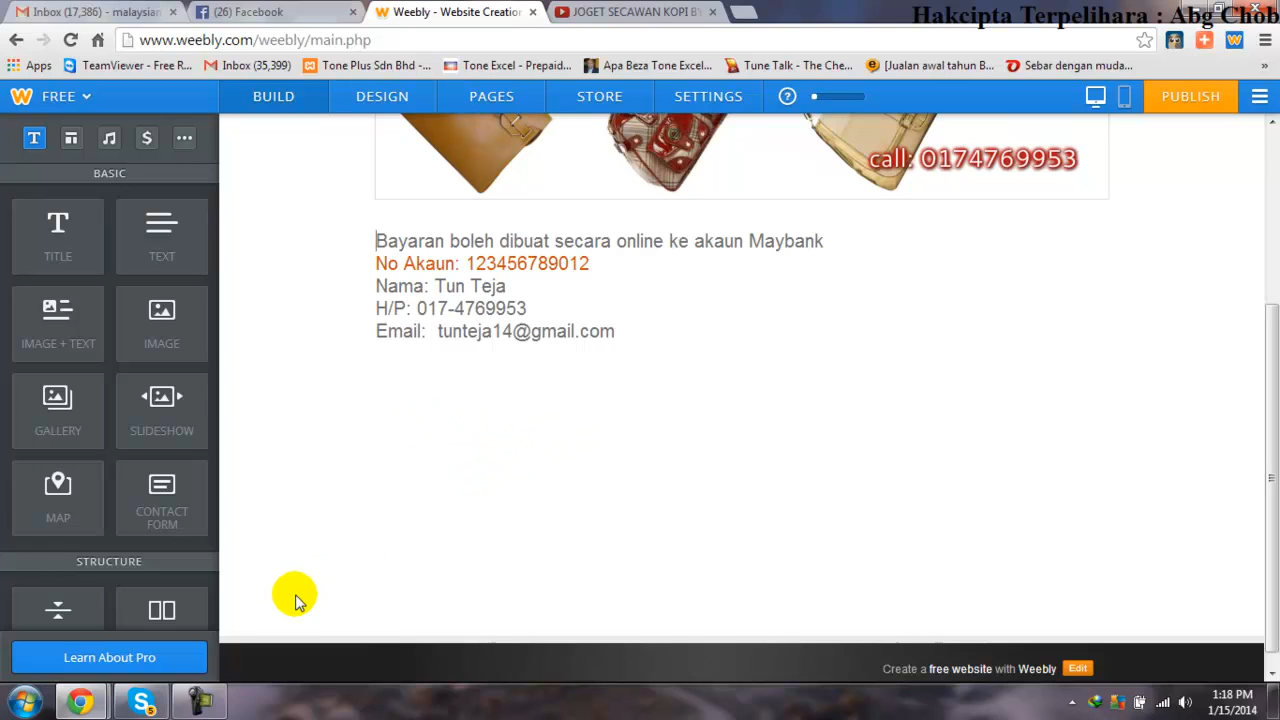 Inbox (17,386) - malaysian
(26) Facebook
Weebly - Website Creation
JOGET SECAWAN KOPI B
Hakcipta Terpelihara : Abg Chob
www.weebly.com/weebly/main.php
Apps
TeamViewer - Free R...
Inbox (35,399)
Tone Plus Sdn Bhd -...
Tone Excel - Prepaid...
Apa Beza Tone Excel...
Tune Talk - The Che...
[Jualan awal tahun B...
Sebar dengan muda...
»
W FREE
BUILD
DESIGN
PAGES
STORE
SETTINGS
?
PUBLISH
T
$
BASIC
call: 0174769953
T
TITLE
TEXT
IMAGE + TEXT
IMAGE
GALLERY
SLIDESHOW
MAP
CONTACT
FORM
STRUCTURE
Learn About Pro
Bayaran boleh dibuat secara online ke akaun Maybank
No Akaun: 123456789012
Nama: Tun Teja
H/P: 017-4769953
Email: tunteja14@gmail.com
Create a free website with Weebly
Edit
5
1:18 PM
1/15/2014